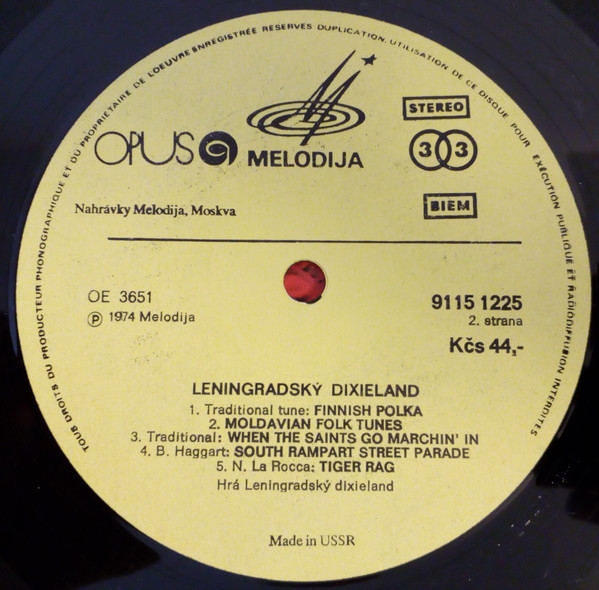 TOUS DROITS DU PRODUCTEUR PHONOGRAPHIQUE ET DU PROPRIETAIRE DE L'OEUVRE ENREGISTRÉE RESERVES DUPLICATION, UTILISATION DE CE DISQUE POUR EXÉCUTION PUBLIQUE ET RADIODIFFUSION INTERDITES
OPUS
MELODIJA
STEREO
33
BIEM
Nahrávky Melodija, Moskva
OE 3651
℗ 1974 Melodija
9115 1225
2. strana
Kčs 44,-
LENINGRADSKÝ DIXIELAND
1. Traditional tune: FINNISH POLKA
2. MOLDAVIAN FOLK TUNES
3. Traditional: WHEN THE SAINTS GO MARCHIN' IN
4. B. Haggart: SOUTH RAMPART STREET PARADE
5. N. La Rocca: TIGER RAG
Hrá Leningradský dixieland
Made in USSR